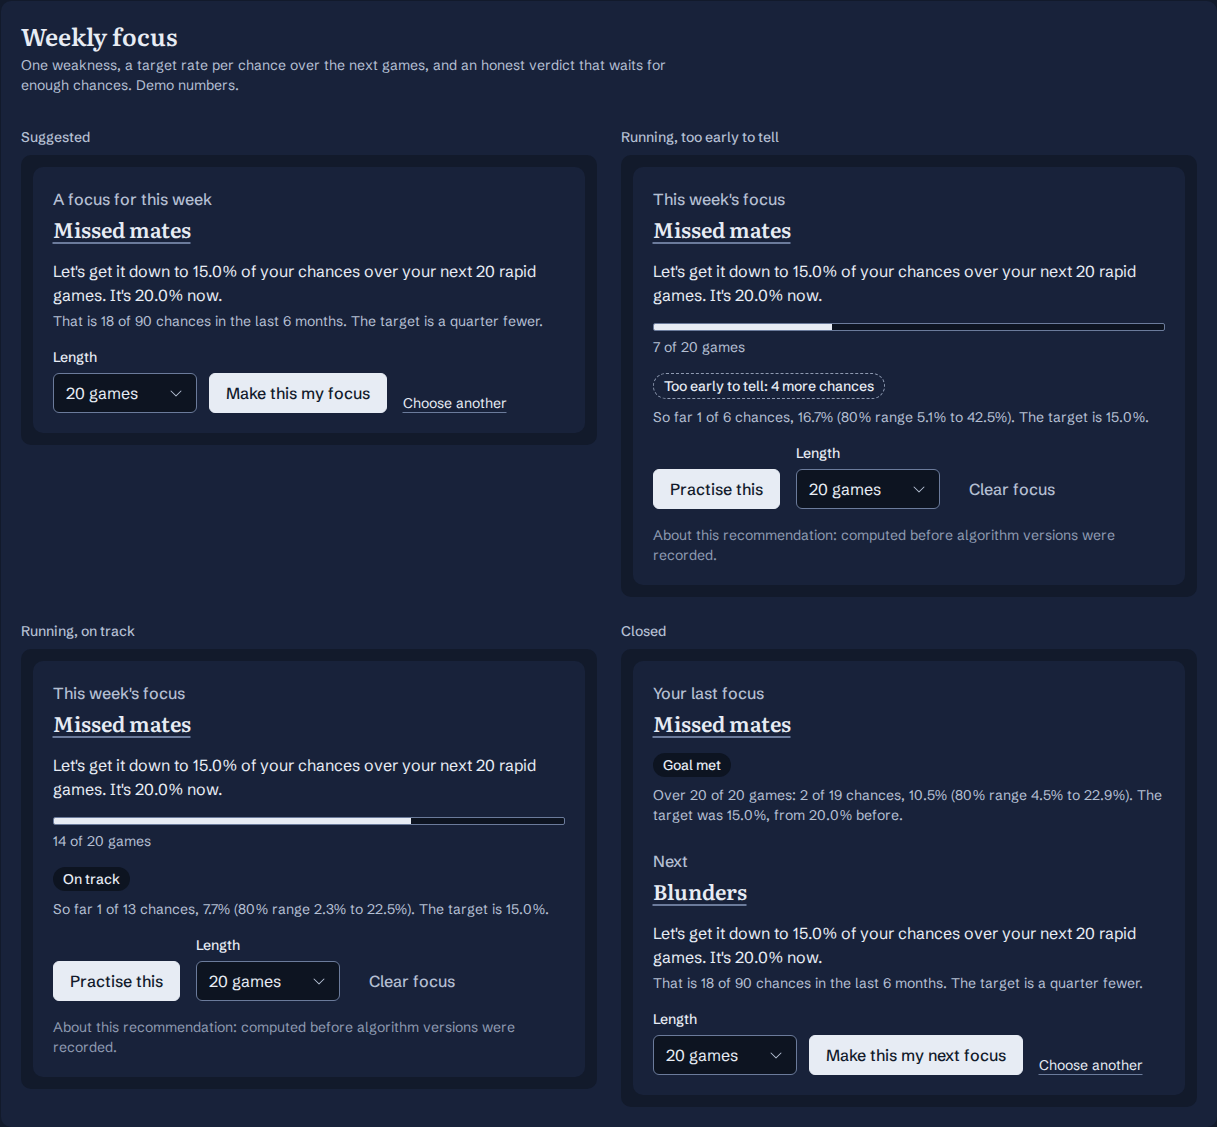 Weekly focus
One weakness, a target rate per chance over the next games, and an honest verdict that waits for
enough chances. Demo numbers.
Suggested
A focus for this week
Missed mates
Let's get it down to 15.0% of your chances over your next 20 rapid
games. It's 20.0% now.
That is 18 of 90 chances in the last 6 months. The target is a quarter fewer.
Length
20 games
Make this my focus
Choose another
Running, too early to tell
This week's focus
Missed mates
Let's get it down to 15.0% of your chances over your next 20 rapid
games. It's 20.0% now.
7 of 20 games
Too early to tell: 4 more chances
So far 1 of 6 chances, 16.7% (80% range 5.1% to 42.5%). The target is 15.0%.
Length
Practise this
20 games
Clear focus
About this recommendation: computed before algorithm versions were
recorded.
Running, on track
This week's focus
Missed mates
Let's get it down to 15.0% of your chances over your next 20 rapid
games. It's 20.0% now.
14 of 20 games
On track
So far 1 of 13 chances, 7.7% (80% range 2.3% to 22.5%). The target is 15.0%.
Length
Practise this
20 games
Clear focus
About this recommendation: computed before algorithm versions were
recorded.
Closed
Your last focus
Missed mates
Goal met
Over 20 of 20 games: 2 of 19 chances, 10.5% (80% range 4.5% to 22.9%). The
target was 15.0%, from 20.0% before.
Next
Blunders
Let's get it down to 15.0% of your chances over your next 20 rapid
games. It's 20.0% now.
That is 18 of 90 chances in the last 6 months. The target is a quarter fewer.
Length
20 games
Make this my next focus
Choose another